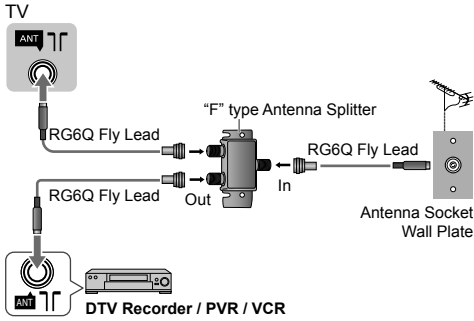 TV
ANT
"F" type Antenna Splitter
RG6Q Fly Lead
RG6Q Fly Lead
RG6Q Fly Lead
Out
In
Antenna Socket
Wall Plate
ANT
DTV Recorder / PVR / VCR